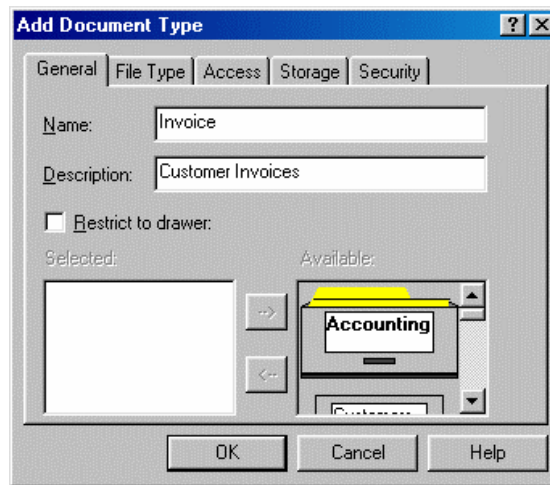 Add Document Type
General File Type Access Storage Security
Name: Invoice
Description: Customer Invoices
Restrict to drawer:
Selected: Available:
-->
Accounting
<--
Customers
OK Cancel Help